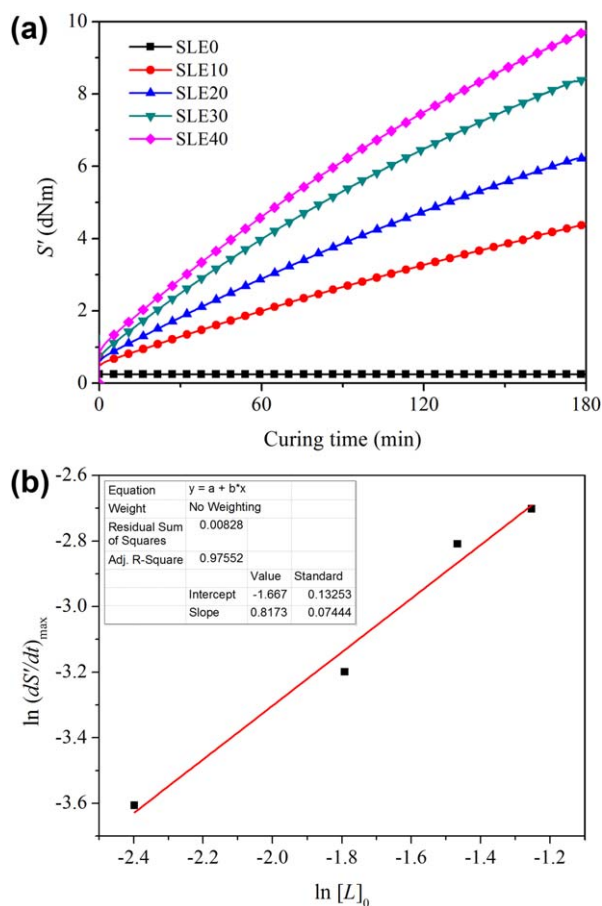 (a)
SLE0
SLE10
SLE20
SLE30
SLE40
10
8
6
4
2
0
S′ (dNm)
0 60 120 180
Curing time (min)
(b)
Equation y = a + b*x
Weight No Weighting
Residual Sum
of Squares 0.00828
Adj. R-Square 0.97552
Value Standard
Intercept -1.667 0.13253
Slope 0.8173 0.07444
-2.6
-2.8
-3.0
-3.2
-3.4
-3.6
ln (dS′/dt)max
-2.4 -2.2 -2.0 -1.8 -1.6 -1.4 -1.2
ln [L]0